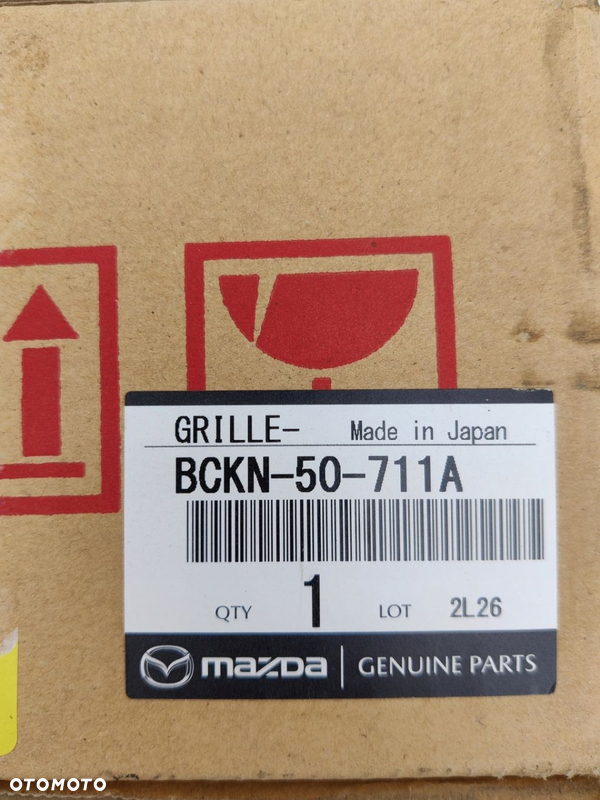 GRILLE- Made in Japan
BCKN-50-711A
QTY 1 LOT 2L26
mazda GENUINE PARTS
OTOMOTO